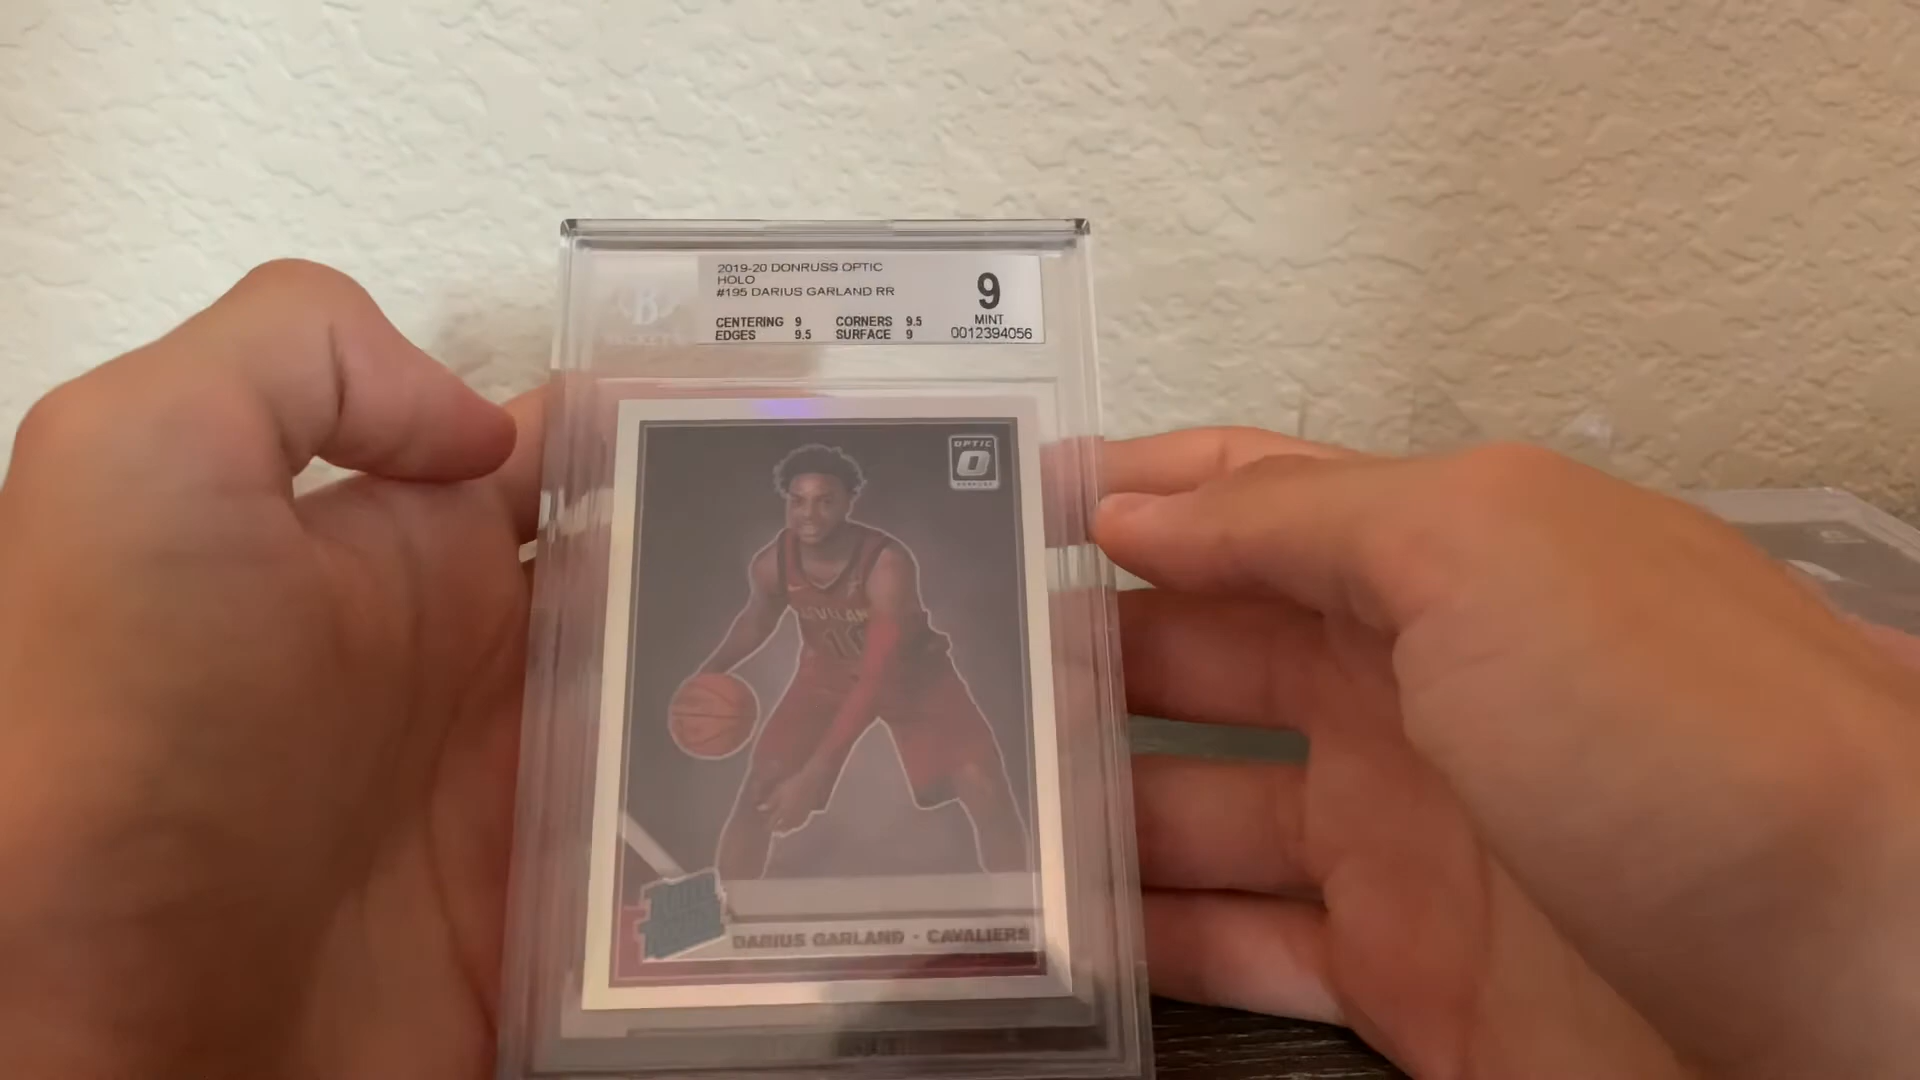 2019-20 DONRUSS OPTIC
HOLO
#195 DARIUS GARLAND RR
9
MINT
0012394056
CENTERING 9 CORNERS 9.5
EDGES 9.5 SURFACE 9
OPTIC
DARIUS GARLAND - CAVALIERS